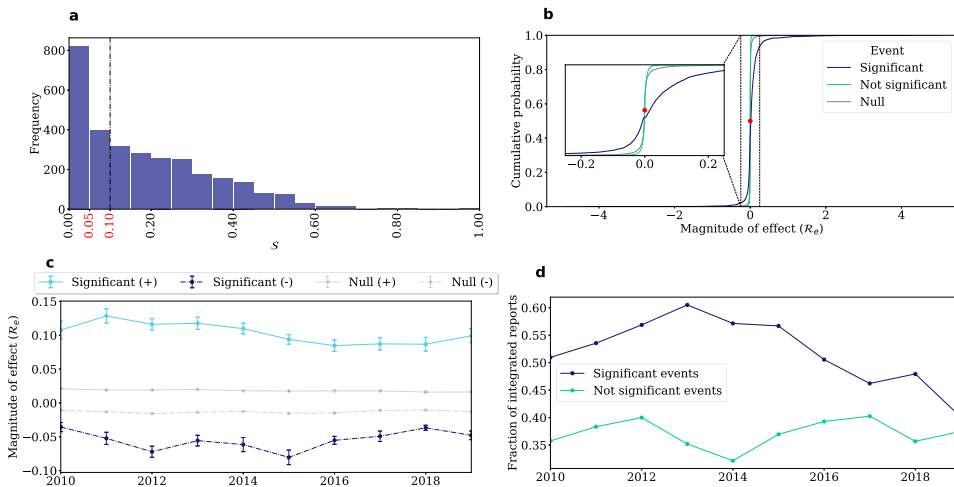 a
800
600
400
200
0
Frequency
0.00
0.05
0.10
0.20
0.40
0.60
0.80
1.00
𝒮
b
1.0
0.8
0.6
0.4
0.2
0.0
Cumulative probability
−0.2 0.0 0.2
Event
Significant
Not significant
Null
−4 −2 0 2 4
Magnitude of effect (ℛₑ)
c
Significant (+) Significant (-) Null (+) Null (-)
0.15
0.10
0.05
0.00
−0.05
−0.10
Magnitude of effect (ℛₑ)
2010 2012 2014 2016 2018
d
0.60
0.55
0.50
0.45
0.40
0.35
Fraction of integrated reports
Significant events
Not significant events
2010 2012 2014 2016 2018